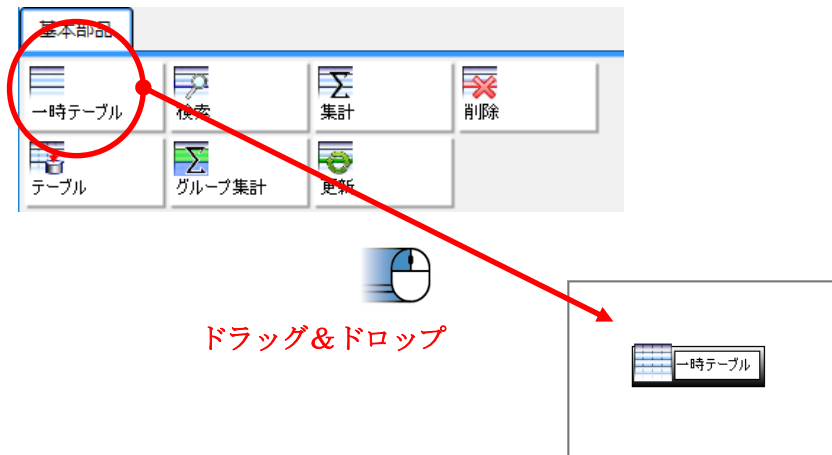 基本部品
一時テーブル
検索
集計
削除
テーブル
グループ集計
更新
ドラッグ＆ドロップ
一時テーブル